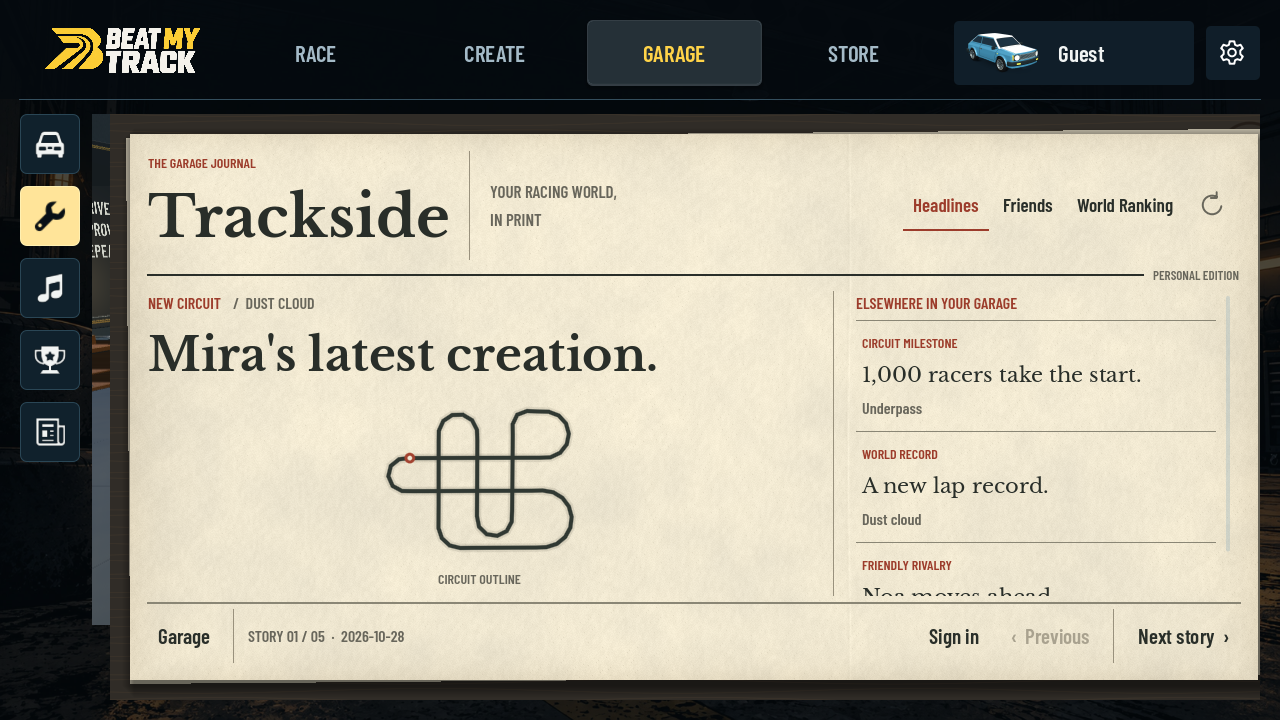 BEAT MY TRACK
RACE
CREATE
GARAGE
STORE
Guest
THE GARAGE JOURNAL
Trackside
YOUR RACING WORLD,
IN PRINT
Headlines
Friends
World Ranking
PERSONAL EDITION
NEW CIRCUIT / DUST CLOUD
Mira's latest creation.
CIRCUIT OUTLINE
ELSEWHERE IN YOUR GARAGE
CIRCUIT MILESTONE
1,000 racers take the start.
Underpass
WORLD RECORD
A new lap record.
Dust cloud
FRIENDLY RIVALRY
Noa moves ahead.
Garage
STORY 01 / 05 · 2026-10-28
Sign in
‹ Previous
Next story ›